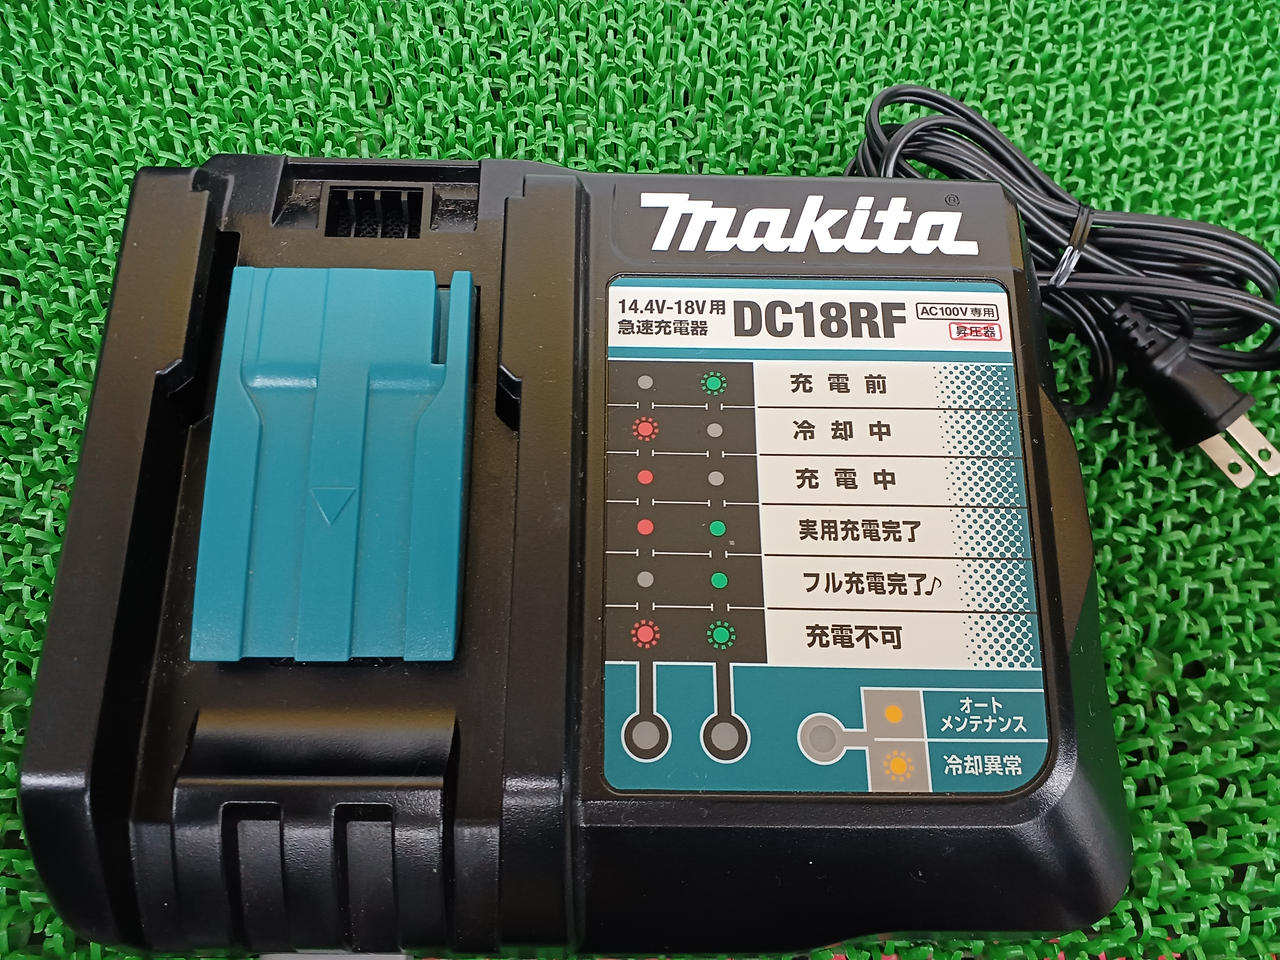 makita®
14.4V-18V用
急速充電器
DC18RF
AC100V専用
昇圧器
充電前
冷却中
充電中
実用充電完了
フル充電完了♪
充電不可
オート
メンテナンス
冷却異常